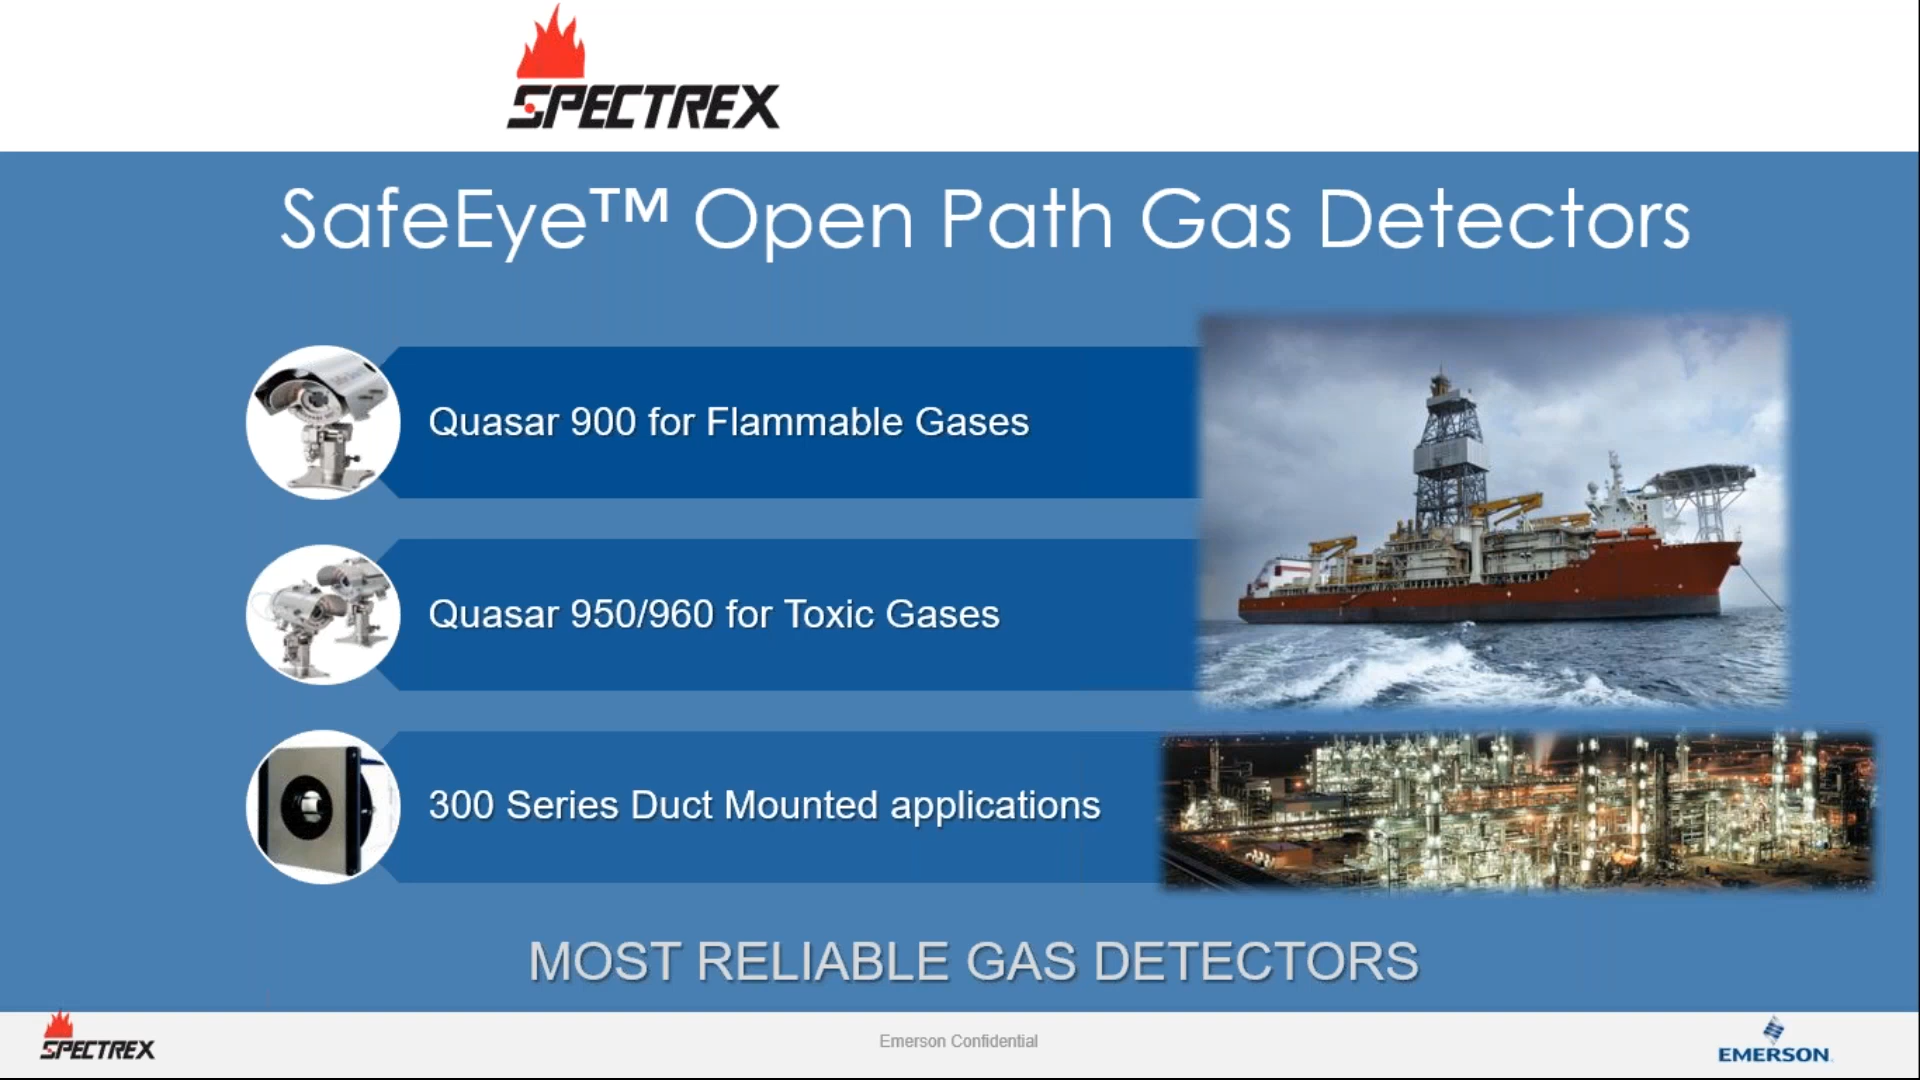 SPECTREX
SafeEye™ Open Path Gas Detectors
Quasar 900 for Flammable Gases
Quasar 950/960 for Toxic Gases
300 Series Duct Mounted applications
MOST RELIABLE GAS DETECTORS
SPECTREX
Emerson Confidential
EMERSON